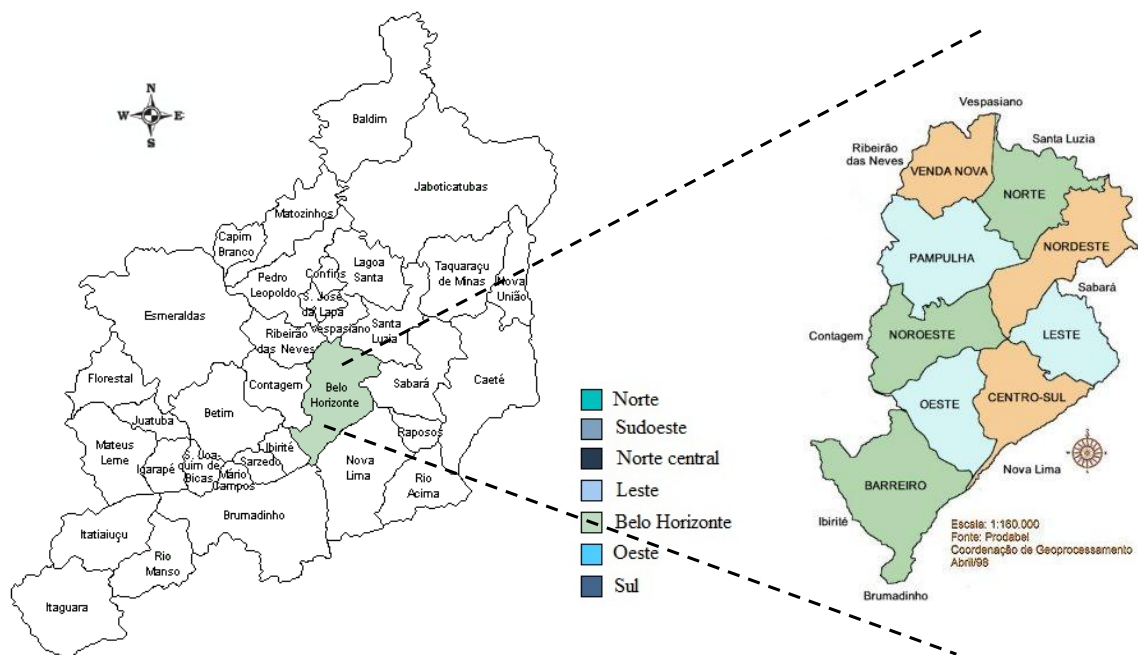 N
W
E
S
Baldim
Jaboticatubas
Matozinhos
Capim
Branco
Pedro
Leopoldo
Confins
Lagoa
Santa
Taquaraçu
de Minas
Nova
União
Esmeraldas
S. José
da Lapa
Vespasiano
Ribeirão
das Neves
Santa
Luzia
Florestal
Contagem
Belo
Horizonte
Sabará
Caeté
Juatuba
Betim
Mateus
Leme
Igarapé
S. Joa-
quim de
Bicas
Mário
Campos
Sarzedo
Ibirité
Raposos
Nova
Lima
Rio
Acima
Brumadinho
Itatiaiuçu
Rio
Manso
Itaguara
Norte
Sudoeste
Norte central
Leste
Belo Horizonte
Oeste
Sul
Vespasiano
Ribeirão
das Neves
Santa Luzia
VENDA NOVA
NORTE
NORDESTE
PAMPULHA
Sabará
Contagem
NOROESTE
LESTE
OESTE
CENTRO-SUL
Nova Lima
BARREIRO
Ibirité
Brumadinho
Escala: 1:160.000
Fonte: Prodabel
Coordenação de Geoprocessamento
Abril/98